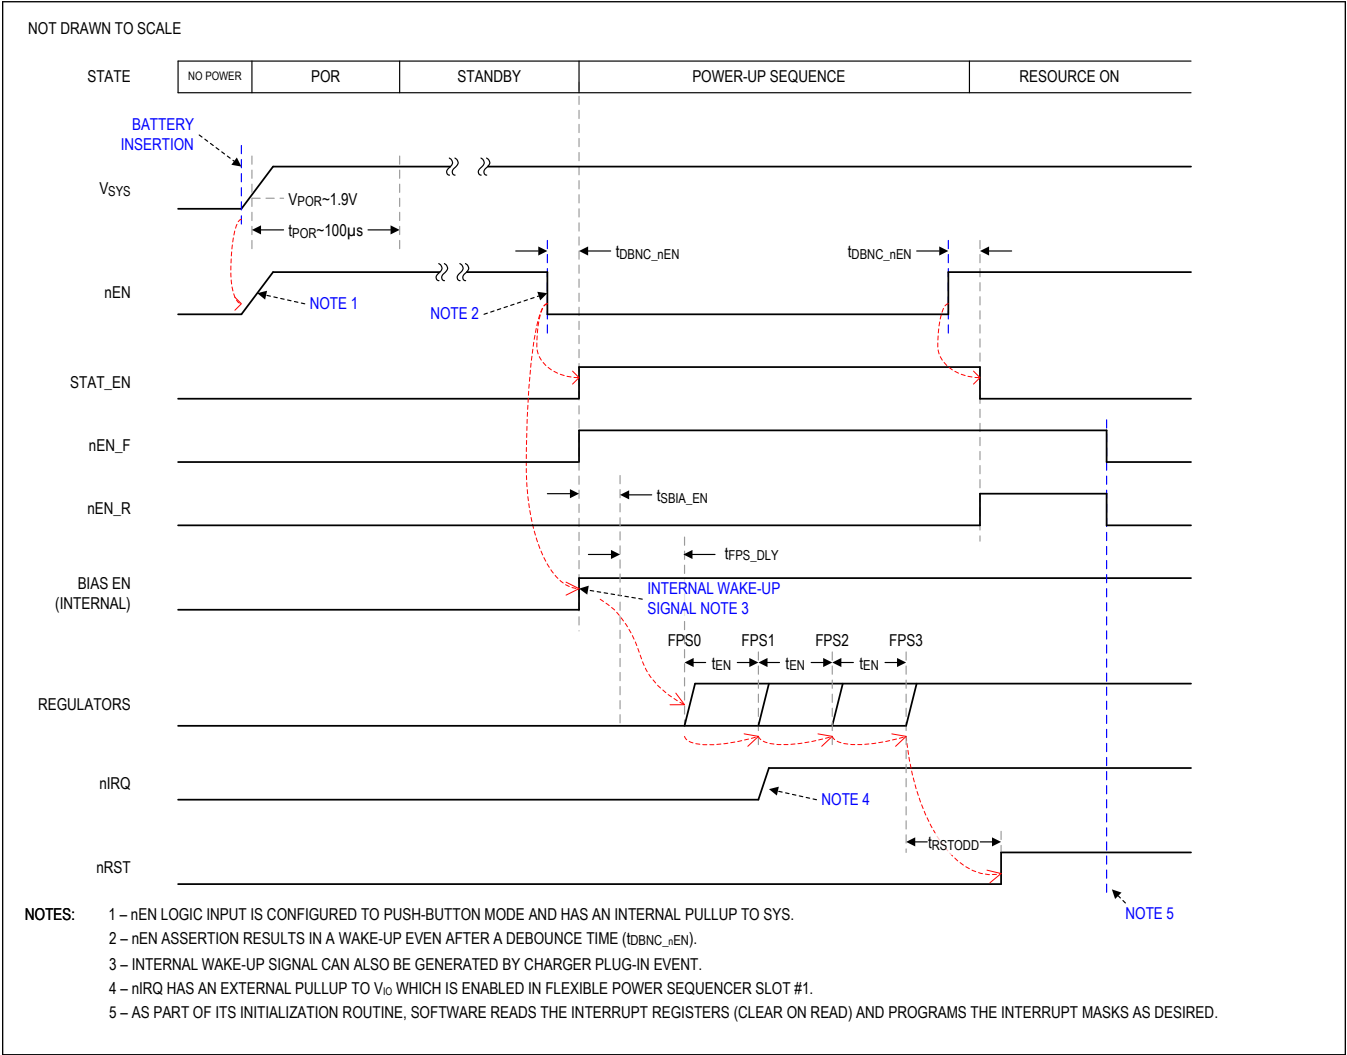 NOT DRAWN TO SCALE
STATE
NO POWER
POR
STANDBY
POWER-UP SEQUENCE
RESOURCE ON
BATTERY
INSERTION
VSYS
VPOR~1.9V
tPOR~100µs
tDBNC_nEN
tDBNC_nEN
nEN
NOTE 1
NOTE 2
STAT_EN
nEN_F
nEN_R
tSBIA_EN
tFPS_DLY
BIAS EN
(INTERNAL)
INTERNAL WAKE-UP
SIGNAL NOTE 3
FPS0
FPS1
FPS2
FPS3
tEN
tEN
tEN
REGULATORS
nIRQ
NOTE 4
tRSTODD
nRST
NOTE 5
NOTES:
1 – nEN LOGIC INPUT IS CONFIGURED TO PUSH-BUTTON MODE AND HAS AN INTERNAL PULLUP TO SYS.
2 – nEN ASSERTION RESULTS IN A WAKE-UP EVEN AFTER A DEBOUNCE TIME (tDBNC_nEN).
3 – INTERNAL WAKE-UP SIGNAL CAN ALSO BE GENERATED BY CHARGER PLUG-IN EVENT.
4 – nIRQ HAS AN EXTERNAL PULLUP TO VIO WHICH IS ENABLED IN FLEXIBLE POWER SEQUENCER SLOT #1.
5 – AS PART OF ITS INITIALIZATION ROUTINE, SOFTWARE READS THE INTERRUPT REGISTERS (CLEAR ON READ) AND PROGRAMS THE INTERRUPT MASKS AS DESIRED.